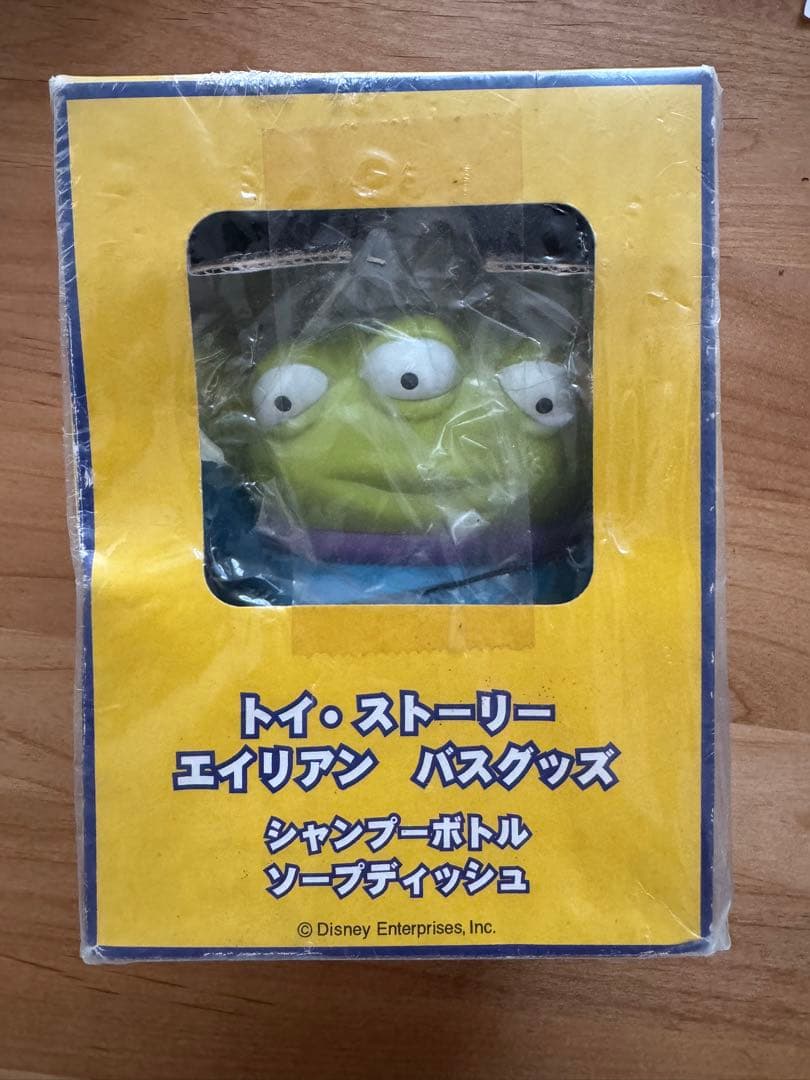 トイ・ストーリー
エイリアン　バスグッズ
シャンプーボトル
ソープディッシュ
© Disney Enterprises, Inc.